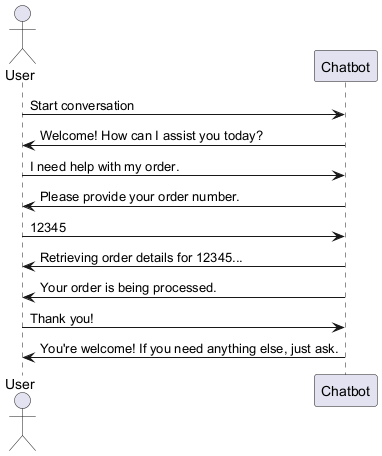 User
Chatbot
Start conversation
Welcome! How can I assist you today?
I need help with my order.
Please provide your order number.
12345
Retrieving order details for 12345...
Your order is being processed.
Thank you!
You're welcome! If you need anything else, just ask.
User
Chatbot